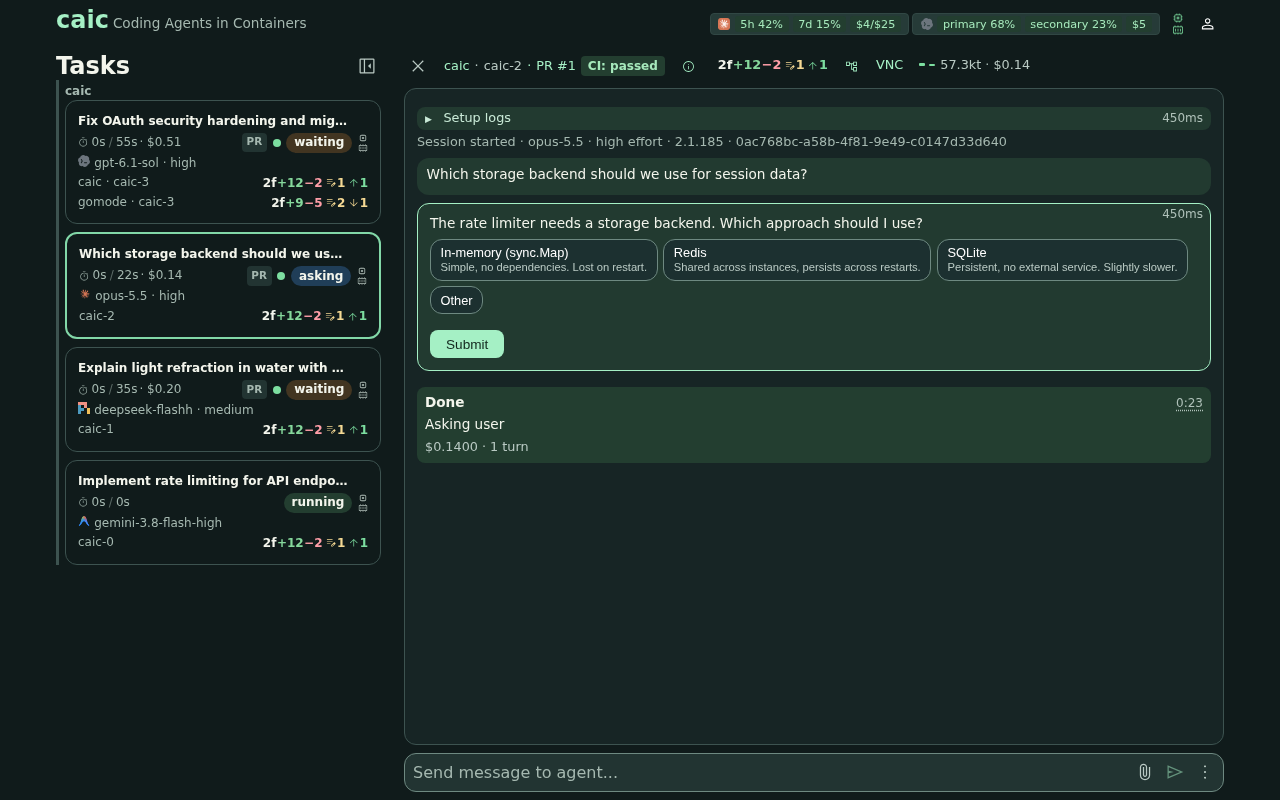 caic Coding Agents in Containers
5h 42% 7d 15% $4/$25
primary 68% secondary 23% $5
Tasks
caic
Fix OAuth security hardening and mig…
0s / 55s · $0.51 PR waiting
gpt-6.1-sol · high
caic · caic-3 2f+12−2 1 ↑1
gomode · caic-3 2f+9−5 2 ↓1
Which storage backend should we us…
0s / 22s · $0.14 PR asking
opus-5.5 · high
caic-2 2f+12−2 1 ↑1
Explain light refraction in water with …
0s / 35s · $0.20 PR waiting
deepseek-flashh · medium
caic-1 2f+12−2 1 ↑1
Implement rate limiting for API endpo…
0s / 0s running
gemini-3.8-flash-high
caic-0 2f+12−2 1 ↑1
caic · caic-2 · PR #1 CI: passed 2f+12−2 1 ↑1 VNC 57.3kt · $0.14
▶ Setup logs 450ms
Session started · opus-5.5 · high effort · 2.1.185 · 0ac768bc-a58b-4f81-9e49-c0147d33d640
Which storage backend should we use for session data?
450ms
The rate limiter needs a storage backend. Which approach should I use?
In-memory (sync.Map)
Simple, no dependencies. Lost on restart.
Redis
Shared across instances, persists across restarts.
SQLite
Persistent, no external service. Slightly slower.
Other
Submit
Done 0:23
Asking user
$0.1400 · 1 turn
Send message to agent...